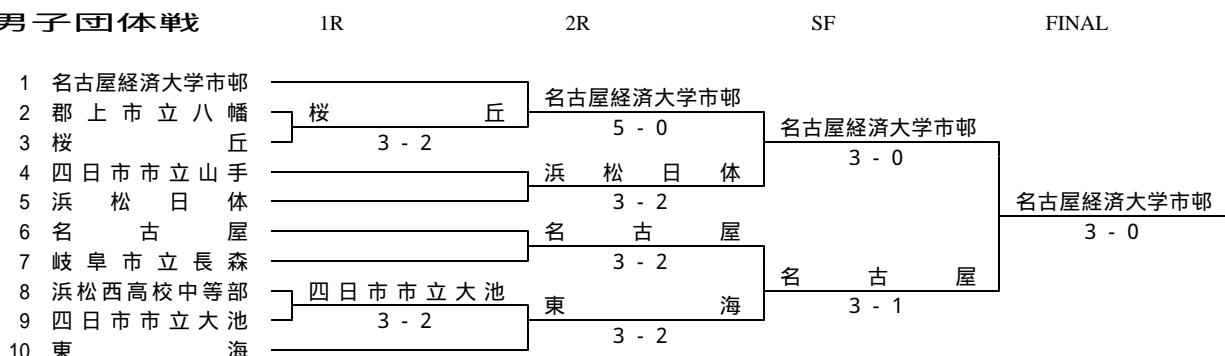 男子団体戦 1R 2R SF FINAL
1 名古屋経済大学市邨
名古屋経済大学市邨
2 郡上市立八幡 桜丘
5 - 0 名古屋経済大学市邨
3 桜丘 3 - 2
3 - 0
4 四日市市立山手 浜松日体
3 - 2
5 浜松日体 名古屋経済大学市邨
6 名古屋 名古屋 3 - 0
3 - 2
7 岐阜市立長森 名古屋
8 浜松西高校中等部 四日市市立大池
東海 3 - 1
9 四日市市立大池 3 - 2
3 - 2
10 東海